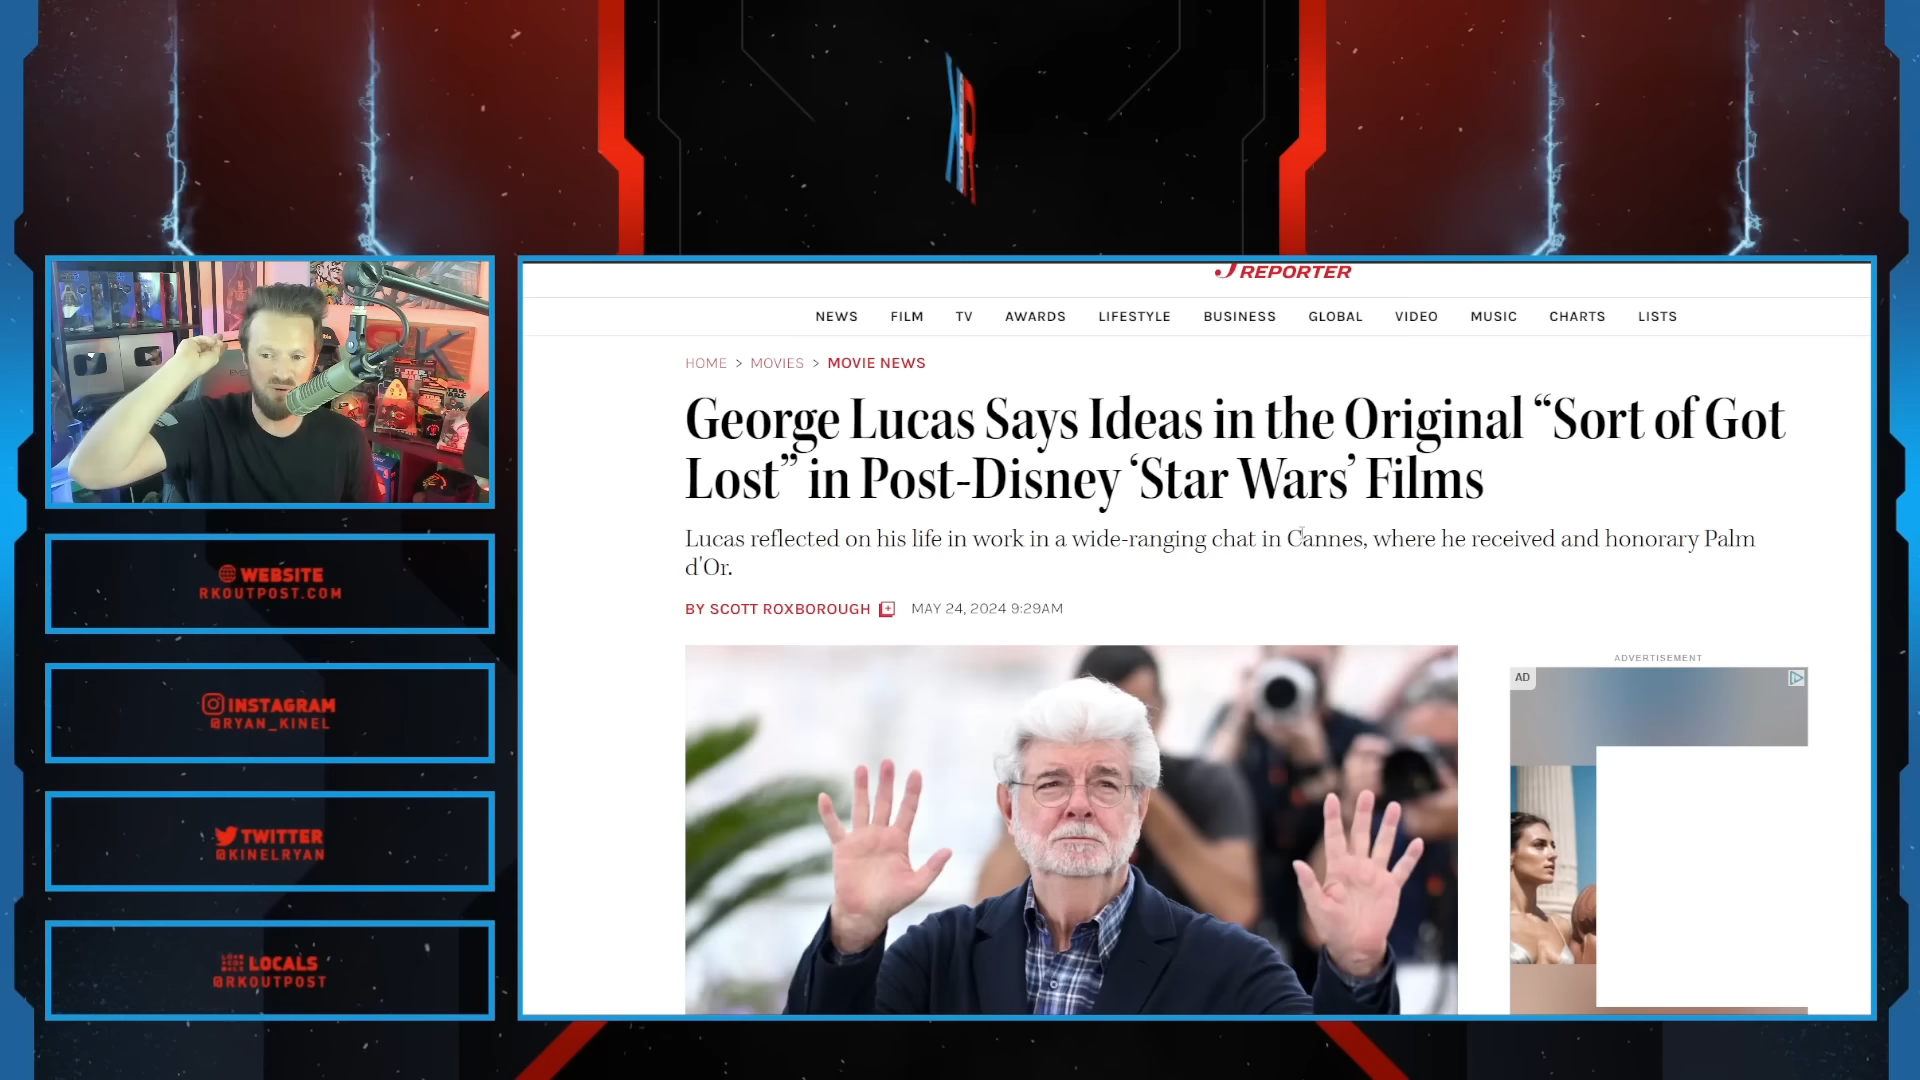 REPORTER
NEWS FILM TV AWARDS LIFESTYLE BUSINESS GLOBAL VIDEO MUSIC CHARTS LISTS
HOME > MOVIES > MOVIE NEWS
George Lucas Says Ideas in the Original “Sort of Got
Lost” in Post-Disney ‘Star Wars’ Films
Lucas reflected on his life in work in a wide-ranging chat in Cannes, where he received and honorary Palm
d'Or.
BY SCOTT ROXBOROUGH MAY 24, 2024 9:29AM
ADVERTISEMENT
AD
WEBSITE
RKOUTPOST.COM
INSTAGRAM
@RYAN_KINEL
TWITTER
@KINELRYAN
LOCALS
@RKOUTPOST